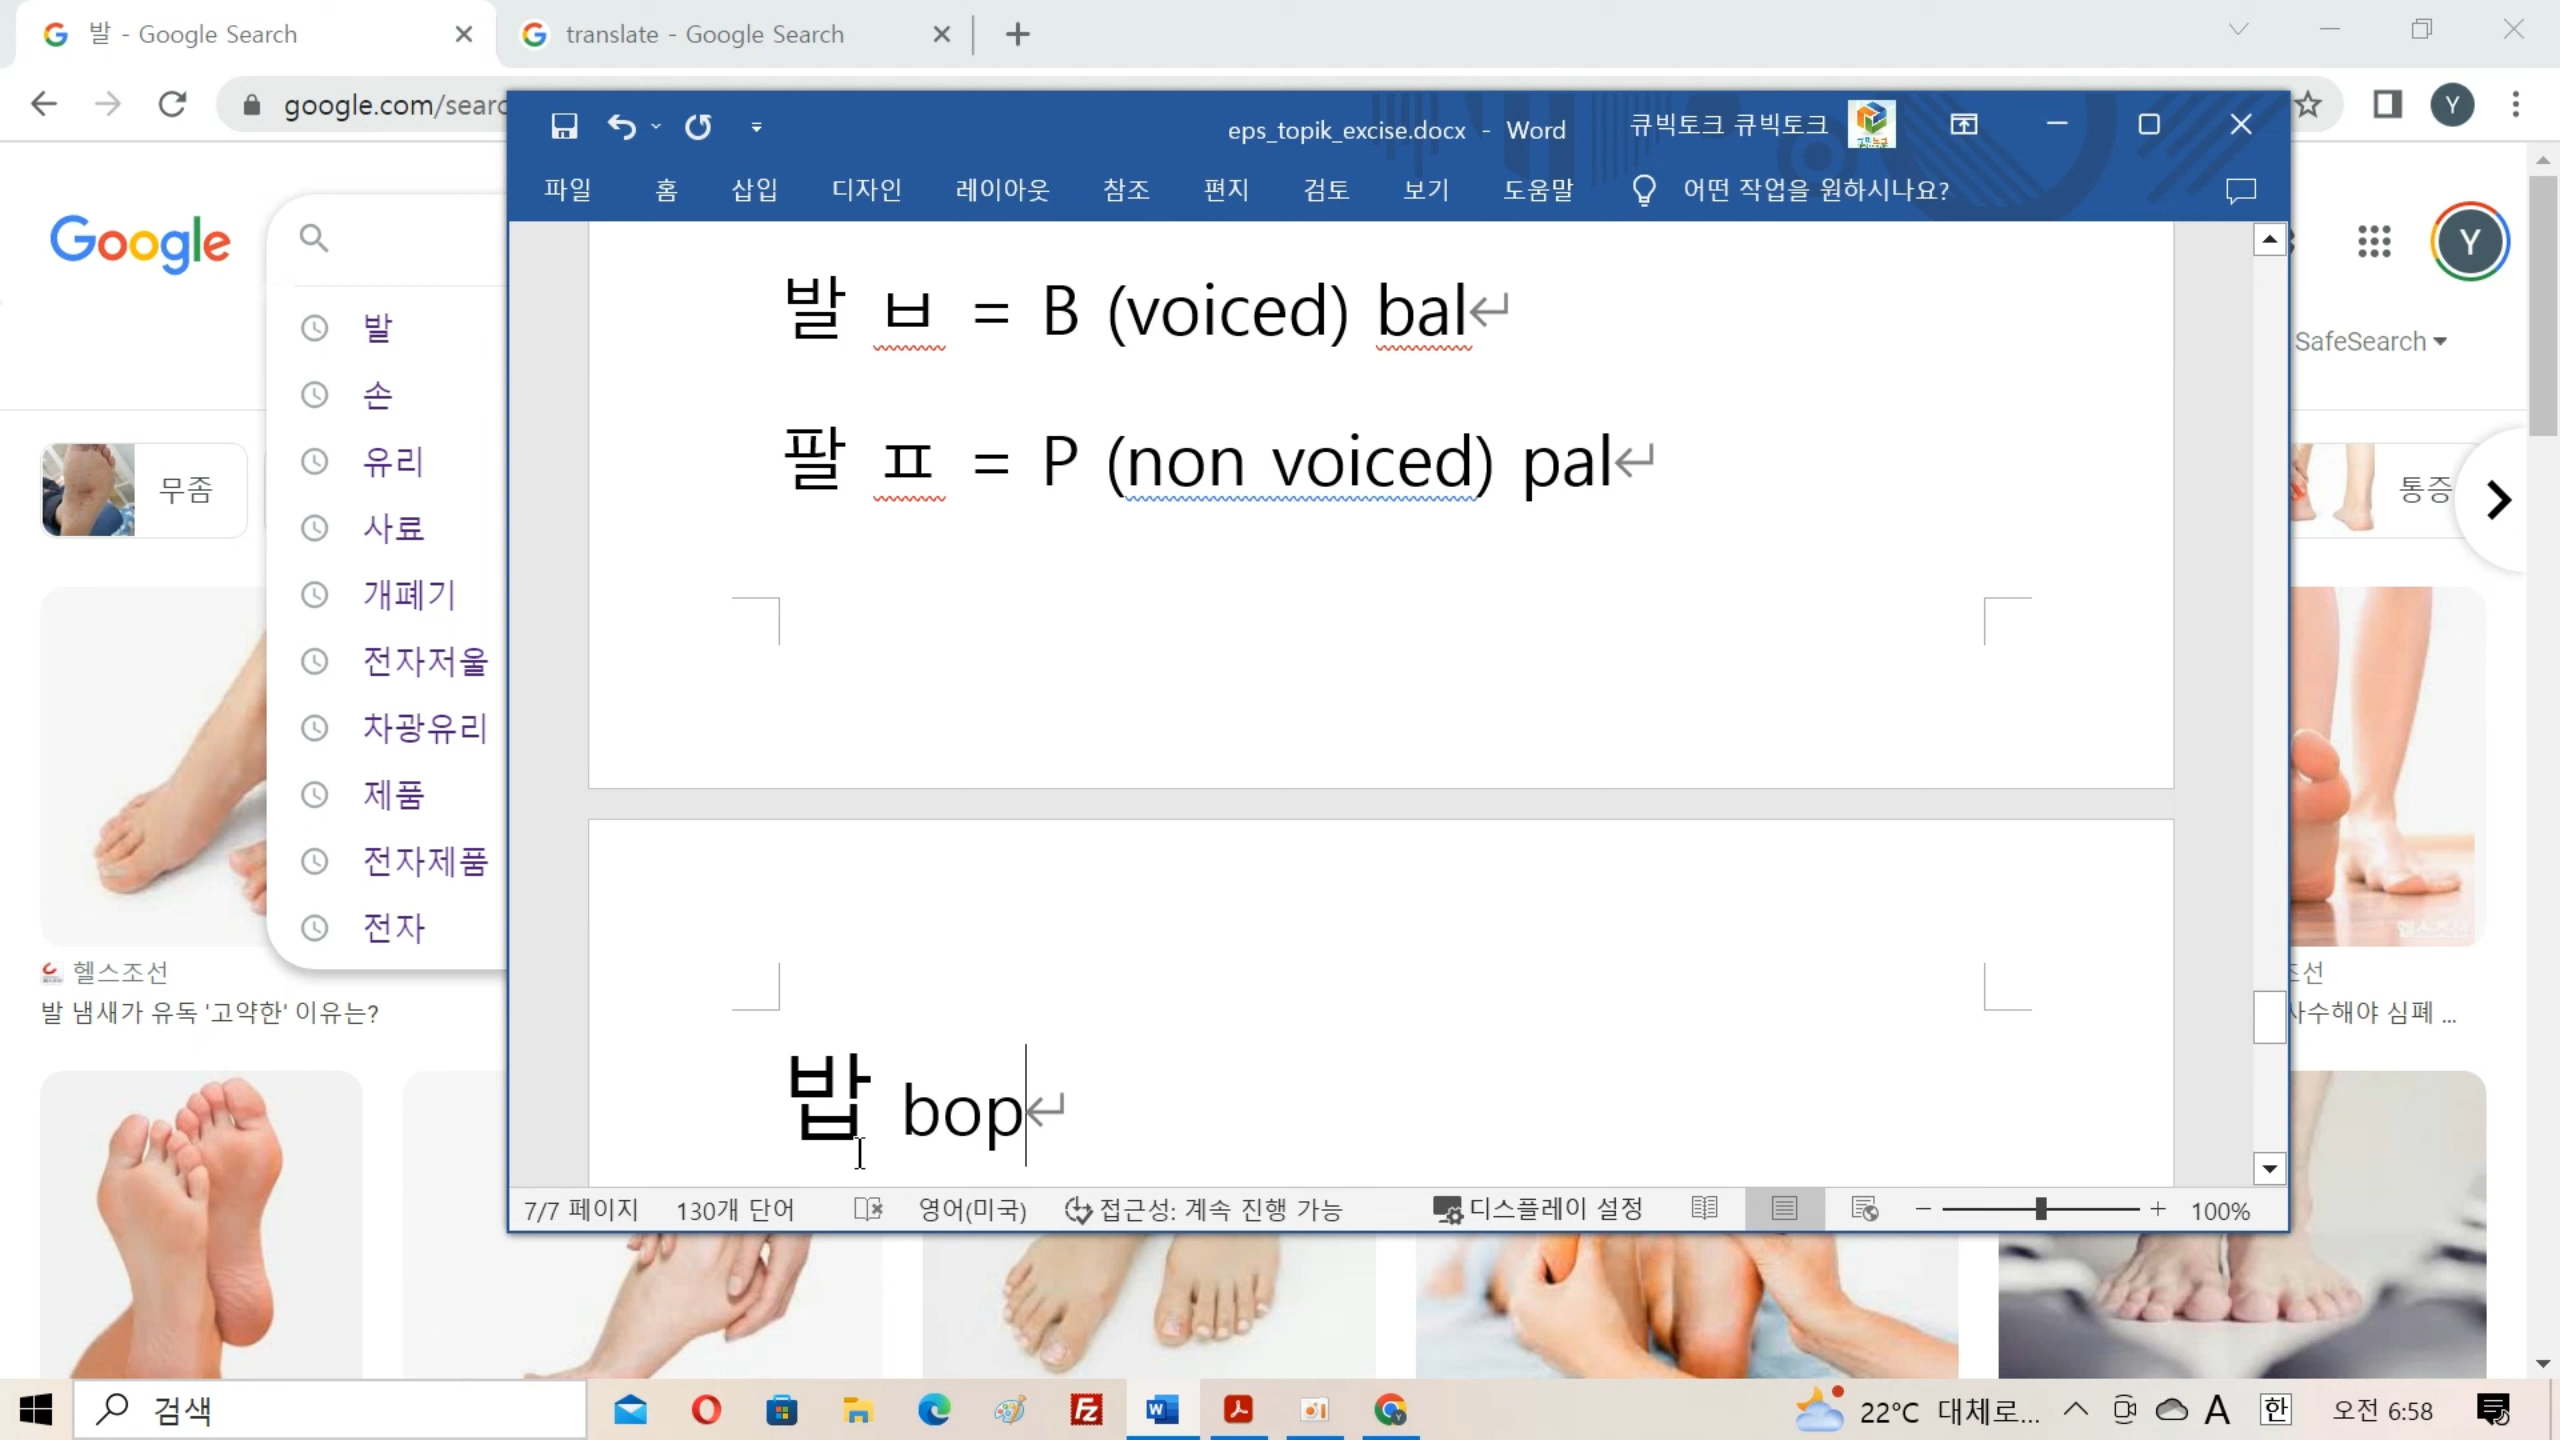 발 - Google Search
translate - Google Search
google.com/searc
Y
eps_topik_excise.docx - Word
큐빅토크 큐빅토크
파일 홈 삽입 디자인 레이아웃 참조 편지 검토 보기 도움말 어떤 작업을 원하시나요?
Google
Y
SafeSearch
발
손
유리
사료
개폐기
전자저울
차광유리
제품
전자제품
전자
무좀
통증
발 ㅂ = B (voiced) bal
팔 ㅍ = P (non voiced) pal
밥 bop
헬스조선
발 냄새가 유독 '고약한' 이유는?
조선
사수해야 심폐 ...
7/7 페이지 130개 단어 영어(미국) 접근성: 계속 진행 가능 디스플레이 설정 100%
검색
22°C 대체로... A 한 오전 6:58